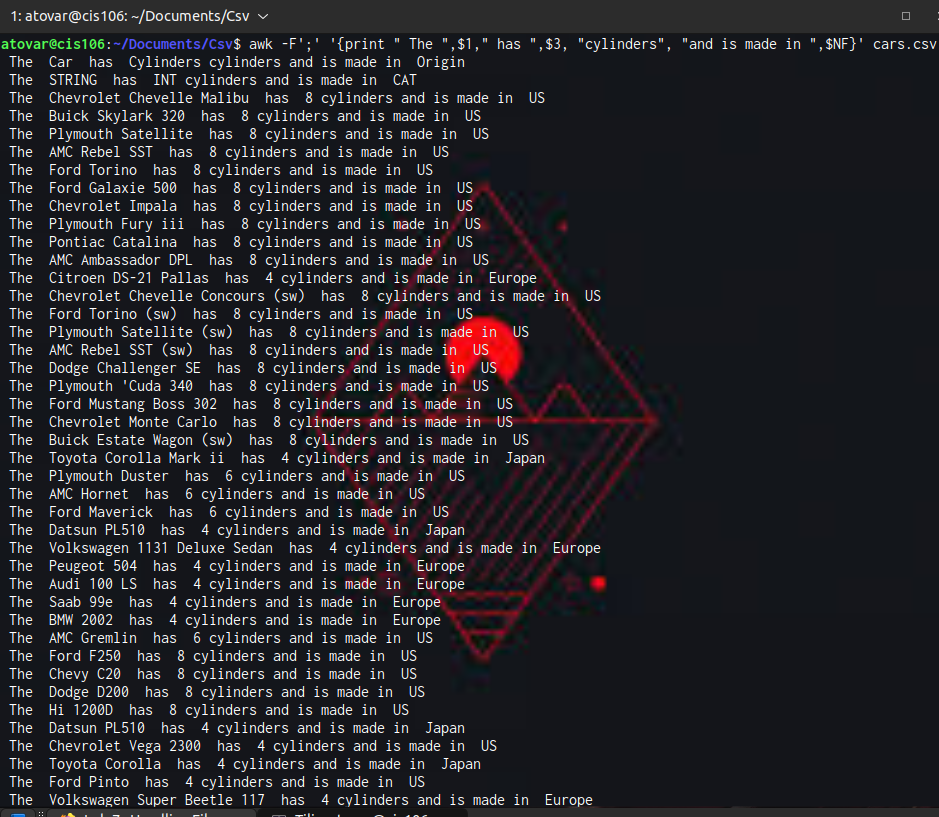 1: atovar@cis106: ~/Documents/Csv
atovar@cis106:~/Documents/Csv$ awk -F';' '{print " The ",$1," has ",$3, "cylinders", "and is made in ",$NF}' cars.csv
 The  Car  has  Cylinders cylinders and is made in  Origin
 The  STRING  has  INT cylinders and is made in  CAT
 The  Chevrolet Chevelle Malibu  has  8 cylinders and is made in  US
 The  Buick Skylark 320  has  8 cylinders and is made in  US
 The  Plymouth Satellite  has  8 cylinders and is made in  US
 The  AMC Rebel SST  has  8 cylinders and is made in  US
 The  Ford Torino  has  8 cylinders and is made in  US
 The  Ford Galaxie 500  has  8 cylinders and is made in  US
 The  Chevrolet Impala  has  8 cylinders and is made in  US
 The  Plymouth Fury iii  has  8 cylinders and is made in  US
 The  Pontiac Catalina  has  8 cylinders and is made in  US
 The  AMC Ambassador DPL  has  8 cylinders and is made in  US
 The  Citroen DS-21 Pallas  has  4 cylinders and is made in  Europe
 The  Chevrolet Chevelle Concours (sw)  has  8 cylinders and is made in  US
 The  Ford Torino (sw)  has  8 cylinders and is made in  US
 The  Plymouth Satellite (sw)  has  8 cylinders and is made in  US
 The  AMC Rebel SST (sw)  has  8 cylinders and is made in  US
 The  Dodge Challenger SE  has  8 cylinders and is made in  US
 The  Plymouth 'Cuda 340  has  8 cylinders and is made in  US
 The  Ford Mustang Boss 302  has  8 cylinders and is made in  US
 The  Chevrolet Monte Carlo  has  8 cylinders and is made in  US
 The  Buick Estate Wagon (sw)  has  8 cylinders and is made in  US
 The  Toyota Corolla Mark ii  has  4 cylinders and is made in  Japan
 The  Plymouth Duster  has  6 cylinders and is made in  US
 The  AMC Hornet  has  6 cylinders and is made in  US
 The  Ford Maverick  has  6 cylinders and is made in  US
 The  Datsun PL510  has  4 cylinders and is made in  Japan
 The  Volkswagen 1131 Deluxe Sedan  has  4 cylinders and is made in  Europe
 The  Peugeot 504  has  4 cylinders and is made in  Europe
 The  Audi 100 LS  has  4 cylinders and is made in  Europe
 The  Saab 99e  has  4 cylinders and is made in  Europe
 The  BMW 2002  has  4 cylinders and is made in  Europe
 The  AMC Gremlin  has  6 cylinders and is made in  US
 The  Ford F250  has  8 cylinders and is made in  US
 The  Chevy C20  has  8 cylinders and is made in  US
 The  Dodge D200  has  8 cylinders and is made in  US
 The  Hi 1200D  has  8 cylinders and is made in  US
 The  Datsun PL510  has  4 cylinders and is made in  Japan
 The  Chevrolet Vega 2300  has  4 cylinders and is made in  US
 The  Toyota Corolla  has  4 cylinders and is made in  Japan
 The  Ford Pinto  has  4 cylinders and is made in  US
 The  Volkswagen Super Beetle 117  has  4 cylinders and is made in  Europe